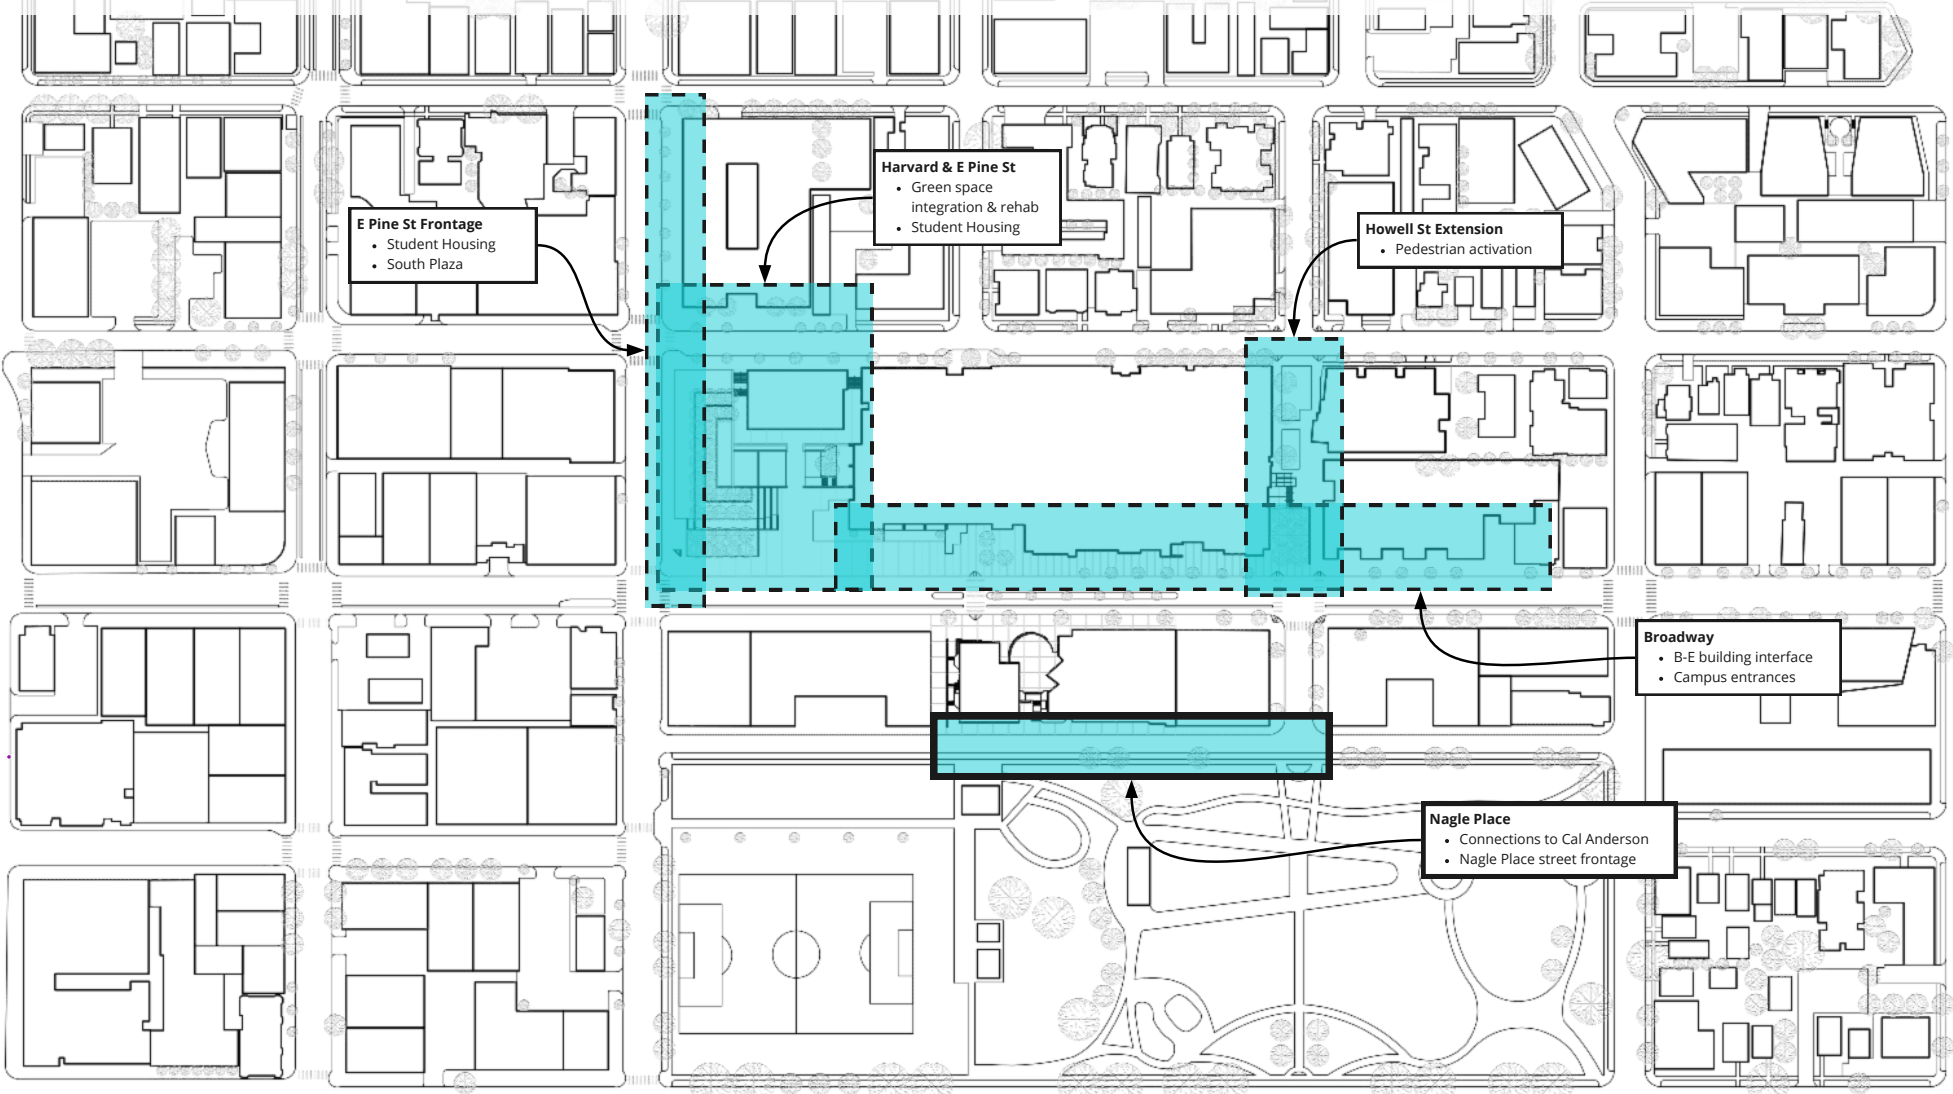 Harvard & E Pine St
• Green space
integration & rehab
• Student Housing
E Pine St Frontage
• Student Housing
• South Plaza
Howell St Extension
• Pedestrian activation
Broadway
• B-E building interface
• Campus entrances
Nagle Place
• Connections to Cal Anderson
• Nagle Place street frontage